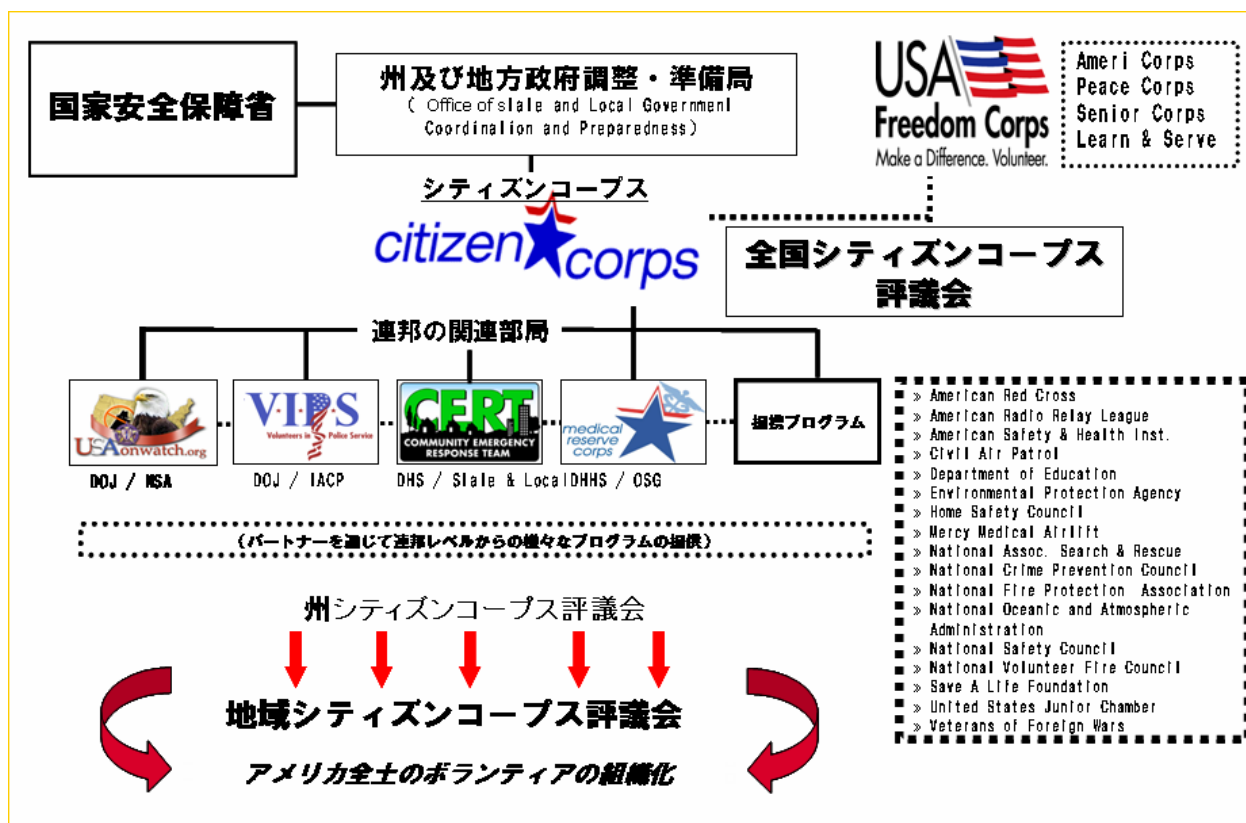 国家安全保障省
州及び地方政府調整・準備局
( Office of slale and Local Government
Coordinalion and Preparedness)
USA
Freedom Corps
Make a Difference. Volunteer.
Ameri Corps
Peace Corps
Senior Corps
Learn & Serve
シティズンコープス
citizen corps
全国シティズンコープス
評議会
連邦の関連部局
USAonwatch.org
DOJ / NSA
V.I.P.S
Volunteers in Police Service
DOJ / IACP
CERT
COMMUNITY EMERGENCY
RESPONSE TEAM
DHS / Slale & Local
medical
reserve
corps
DHHS / OSG
提携プログラム
» American Red Cross
» American Radio Relay League
» American Safety & Health Inst.
» Civil Air Patrol
» Department of Education
» Environmental Protection Agency
» Home Safety Council
» Mercy Medical Airlift
» National Assoc. Search & Rescue
» National Crime Prevention Council
» National Fire Protection Association
» National Oceanic and Atmospheric
Administration
» National Safety Council
» National Volunteer Fire Council
» Save A Life Foundation
» United States Junior Chamber
» Veterans of Foreign Wars
(パートナーを通じて連邦レベルからの様々なプログラムの提携)
州シティズンコープス評議会
地域シティズンコープス評議会
アメリカ全土のボランティアの組織化